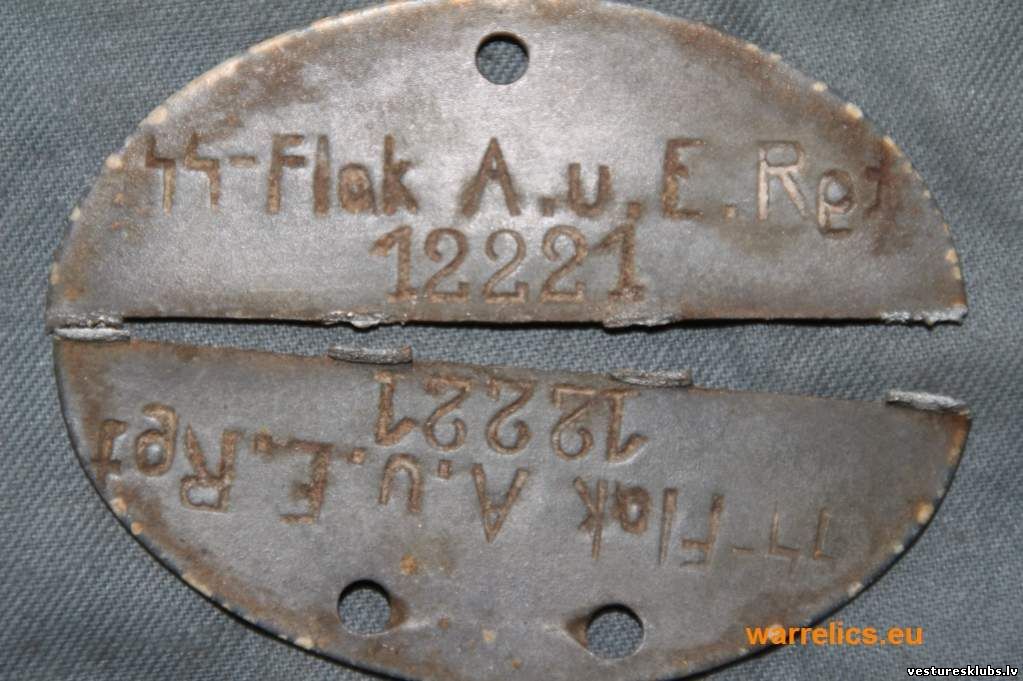 ᛋᛋ-Flak A.u.E.Rgt
12221
12221
ᛋᛋ-Flak A.u.E.Rgt
warrelics.eu
vesturesklubs.lv